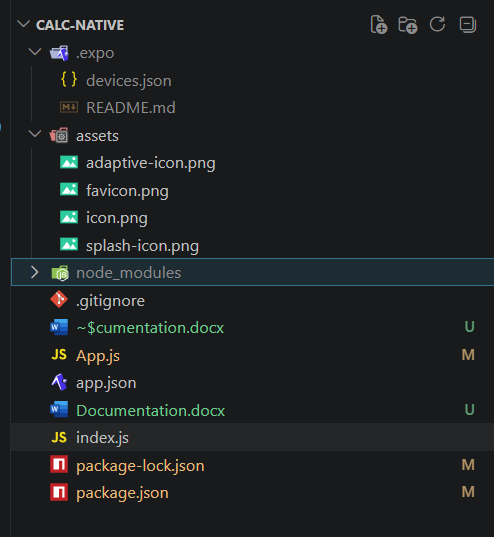 CALC-NATIVE
.expo
devices.json
README.md
assets
adaptive-icon.png
favicon.png
icon.png
splash-icon.png
node_modules
.gitignore
~$cumentation.docx U
JS App.js M
app.json
Documentation.docx U
JS index.js
package-lock.json M
package.json M